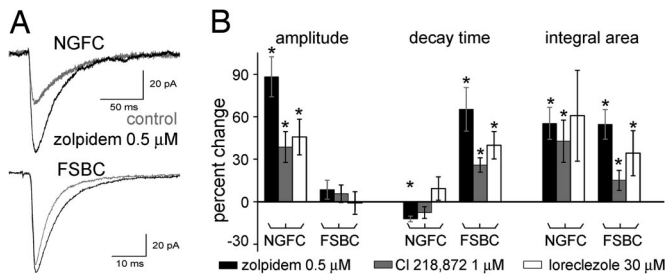 A
NGFC
20 pA
50 ms
control
zolpidem 0.5 µM
FSBC
20 pA
10 ms
B
amplitude decay time integral area
percent change
90
60
30
0
-30
* * * * * * * * * * * *
NGFC FSBC NGFC FSBC NGFC FSBC
zolpidem 0.5 µM Cl 218,872 1 µM loreclezole 30 µM